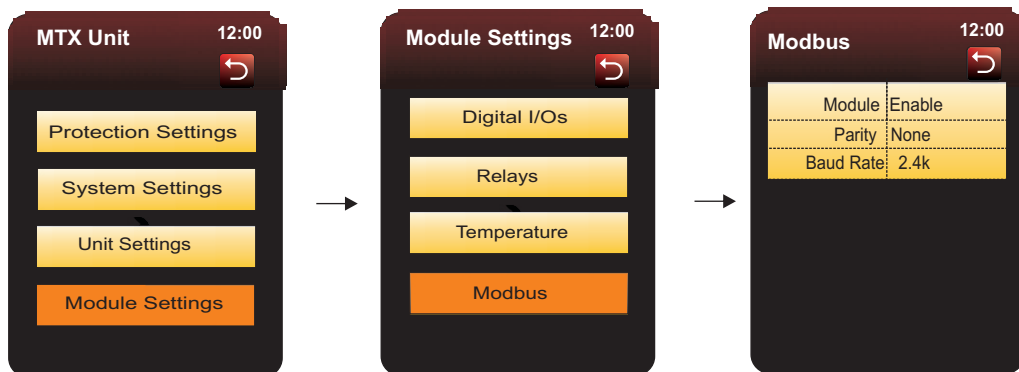 MTX Unit 12:00
Protection Settings
System Settings
Unit Settings
Module Settings
Module Settings 12:00
Digital I/Os
Relays
Temperature
Modbus
Modbus 12:00
Module Enable
Parity None
Baud Rate 2.4k